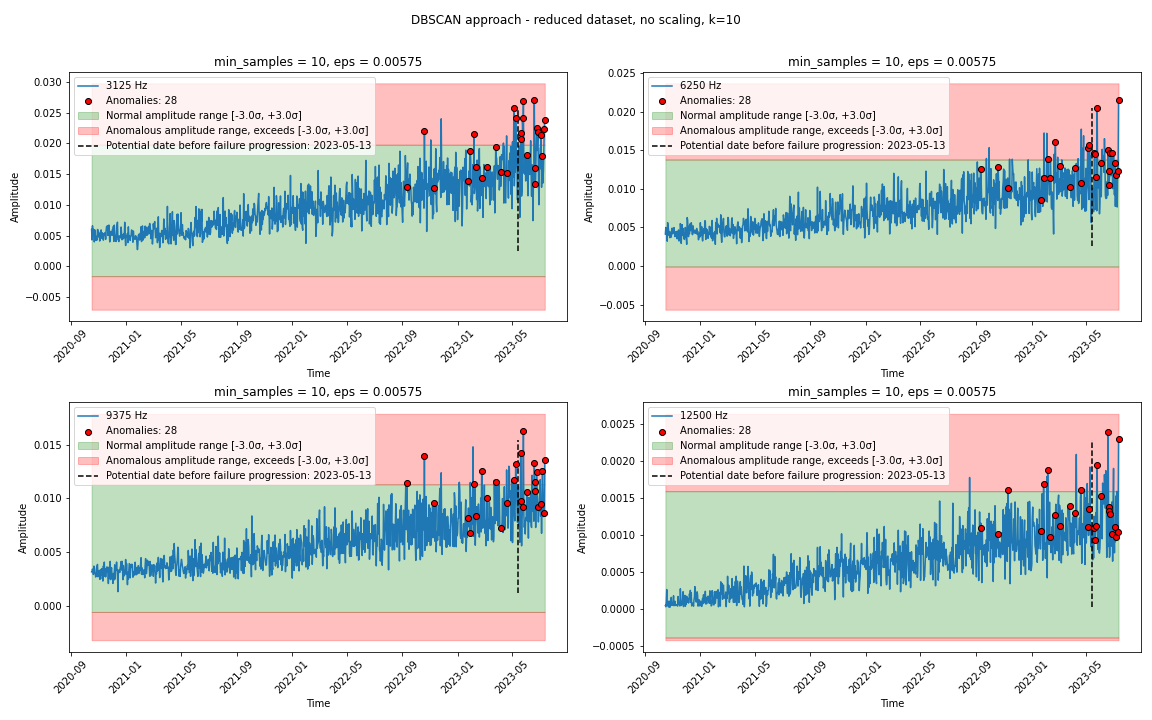 DBSCAN approach - reduced dataset, no scaling, k=10
min_samples = 10, eps = 0.00575
3125 Hz
Anomalies: 28
Normal amplitude range [-3.0σ, +3.0σ]
Anomalous amplitude range, exceeds [-3.0σ, +3.0σ]
Potential date before failure progression: 2023-05-13
0.030
0.025
0.020
0.015
0.010
0.005
0.000
−0.005
Amplitude
2020-09
2021-01
2021-05
2021-09
2022-01
2022-05
2022-09
2023-01
2023-05
Time
min_samples = 10, eps = 0.00575
6250 Hz
Anomalies: 28
Normal amplitude range [-3.0σ, +3.0σ]
Anomalous amplitude range, exceeds [-3.0σ, +3.0σ]
Potential date before failure progression: 2023-05-13
0.025
0.020
0.015
0.010
0.005
0.000
−0.005
Amplitude
2020-09
2021-01
2021-05
2021-09
2022-01
2022-05
2022-09
2023-01
2023-05
Time
min_samples = 10, eps = 0.00575
9375 Hz
Anomalies: 28
Normal amplitude range [-3.0σ, +3.0σ]
Anomalous amplitude range, exceeds [-3.0σ, +3.0σ]
Potential date before failure progression: 2023-05-13
0.015
0.010
0.005
0.000
Amplitude
2020-09
2021-01
2021-05
2021-09
2022-01
2022-05
2022-09
2023-01
2023-05
Time
min_samples = 10, eps = 0.00575
12500 Hz
Anomalies: 28
Normal amplitude range [-3.0σ, +3.0σ]
Anomalous amplitude range, exceeds [-3.0σ, +3.0σ]
Potential date before failure progression: 2023-05-13
0.0025
0.0020
0.0015
0.0010
0.0005
0.0000
−0.0005
Amplitude
2020-09
2021-01
2021-05
2021-09
2022-01
2022-05
2022-09
2023-01
2023-05
Time